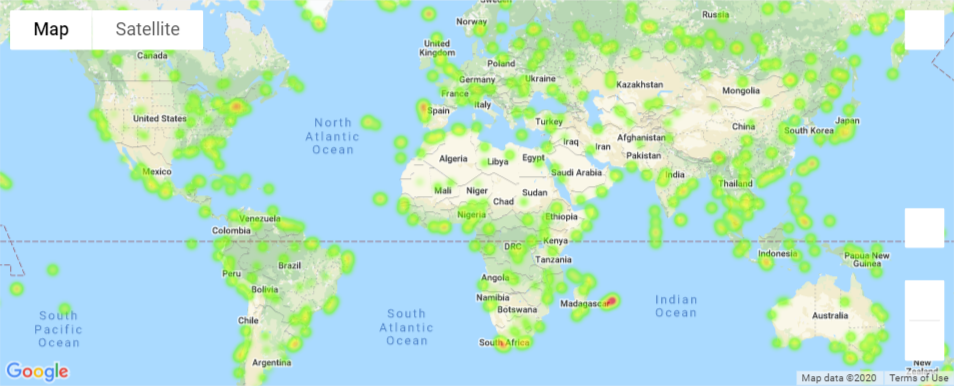 Sweden
Map
Satellite
Norway
Russia
Canada
United
Kingdom
Poland
Germany
Ukraine
Kazakhstan
Mongolia
France
Spain
Italy
Turkey
United States
North
Atlantic
Ocean
China
South Korea
Japan
Afghanistan
Iraq
Iran
Pakistan
Algeria
Libya
Egypt
Saudi Arabia
India
Mexico
Mali
Niger
Sudan
Chad
Thailand
Nigeria
Ethiopia
Venezuela
Colombia
DRC
Kenya
Tanzania
Indonesia
Papua New
Guinea
Brazil
Peru
Bolivia
Angola
Namibia
Botswana
Madagascar
Indian
Ocean
South
Pacific
Ocean
Chile
South
Atlantic
Ocean
Australia
South Africa
Argentina
New
Zealand
Google
Map data ©2020
Terms of Use